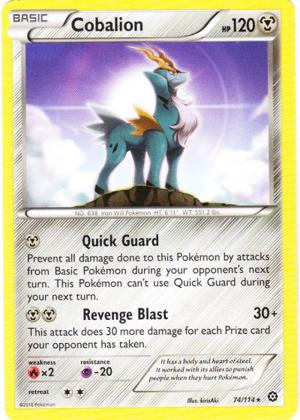 BASIC
Cobalion HP120
NO. 638 Iron Will Pokémon HT: 6'11" WT: 551.2 lbs.
Quick Guard
Prevent all damage done to this Pokémon by attacks
from Basic Pokémon during your opponent's next
turn. This Pokémon can't use Quick Guard during
your next turn.
Revenge Blast 30+
This attack does 30 more damage for each Prize card
your opponent has taken.
weakness resistance
×2 -20
retreat
It has a body and heart of steel.
It worked with its allies to punish
people when they hurt Pokémon.
©2016 Pokémon
Illus. kirisAki
74/114